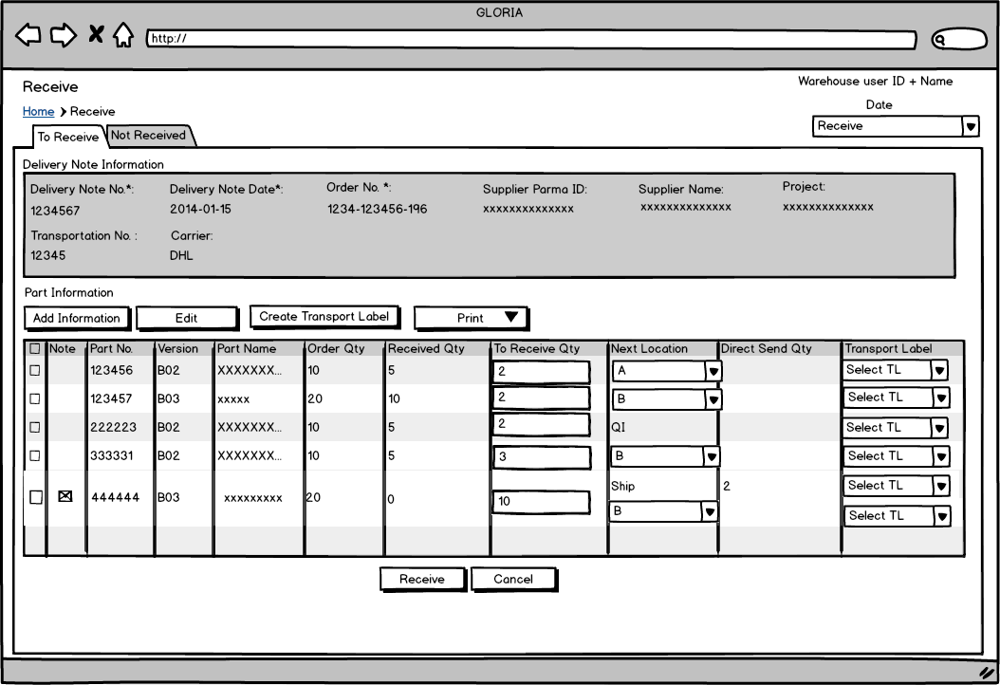 GLORIA
http://
Receive
Warehouse user ID + Name
Home Receive
Date
Receive
To Receive Not Received
Delivery Note Information
Delivery Note No.*: Delivery Note Date*: Order No. *: Supplier Parma ID: Supplier Name: Project:
1234567 2014-01-15 1234-123456-196 xxxxxxxxxxxxxx xxxxxxxxxxxxxx xxxxxxxxxxxxxx
Transportation No. : Carrier:
12345 DHL
Part Information
Add Information Edit Create Transport Label Print
Note Part No. Version Part Name Order Qty Received Qty To Receive Qty Next Location Direct Send Qty Transport Label
123456 B02 XXXXXXX... 10 5 2 A Select TL
123457 B03 xxxxx 20 10 2 B Select TL
222223 B02 XXXXXXX... 10 5 2 QI Select TL
333331 B02 XXXXXXX... 10 5 3 B Select TL
Ship 2 Select TL
444444 B03 xxxxxxxxx 20 0 10
B Select TL
Receive Cancel